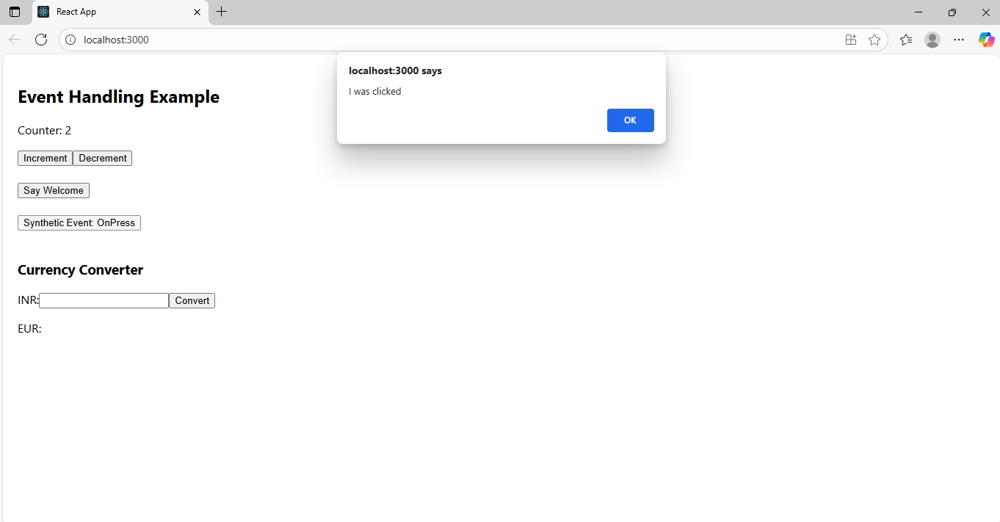 React App
localhost:3000
localhost:3000 says
I was clicked
OK
Event Handling Example
Counter: 2
Increment Decrement
Say Welcome
Synthetic Event: OnPress
Currency Converter
INR: Convert
EUR: